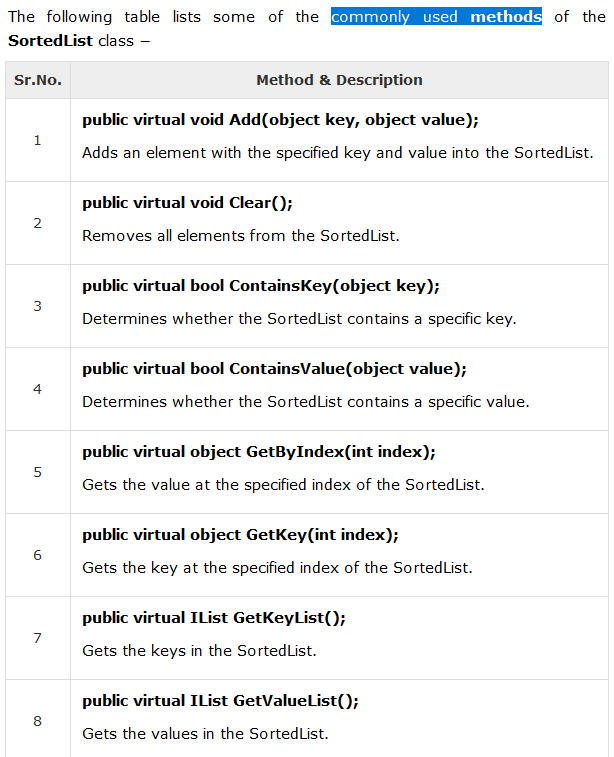 The following table lists some of the commonly used methods of the
SortedList class −
Sr.No.
Method & Description
1
public virtual void Add(object key, object value);
Adds an element with the specified key and value into the SortedList.
2
public virtual void Clear();
Removes all elements from the SortedList.
3
public virtual bool ContainsKey(object key);
Determines whether the SortedList contains a specific key.
4
public virtual bool ContainsValue(object value);
Determines whether the SortedList contains a specific value.
5
public virtual object GetByIndex(int index);
Gets the value at the specified index of the SortedList.
6
public virtual object GetKey(int index);
Gets the key at the specified index of the SortedList.
7
public virtual IList GetKeyList();
Gets the keys in the SortedList.
8
public virtual IList GetValueList();
Gets the values in the SortedList.